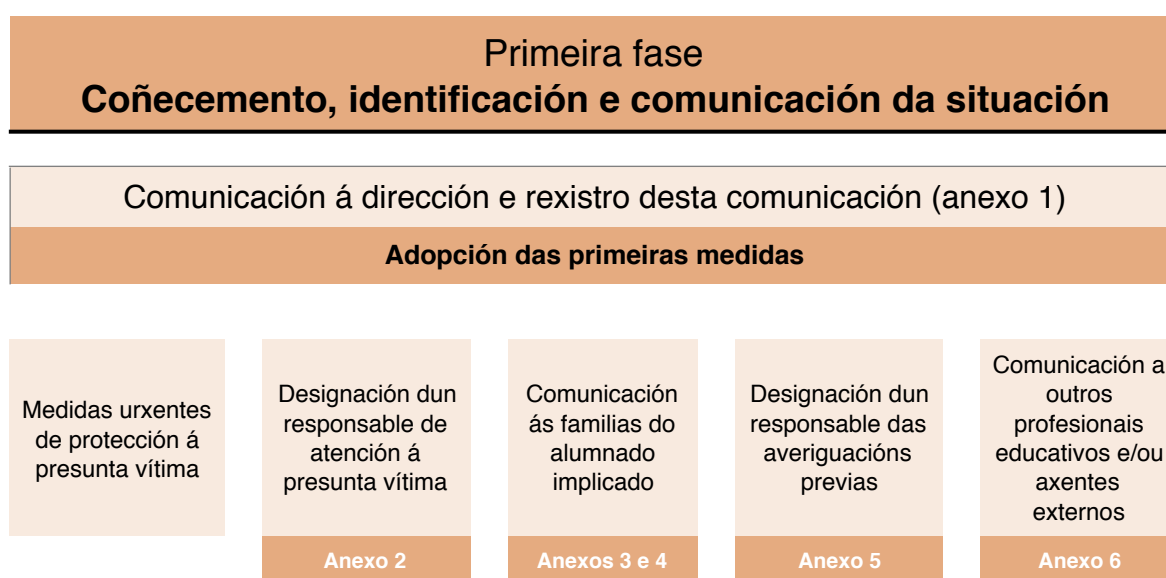 Primeira fase
Coñecemento, identificación e comunicación da situación
Comunicación á dirección e rexistro desta comunicación (anexo 1)
Adopción das primeiras medidas
Medidas urxentes
de protección á
presunta vítima
Designación dun
responsable de
atención á
presunta vítima
Anexo 2
Comunicación
ás familias do
alumnado
implicado
Anexos 3 e 4
Designación dun
responsable das
averiguacións
previas
Anexo 5
Comunicación a
outros
profesionais
educativos e/ou
axentes
externos
Anexo 6